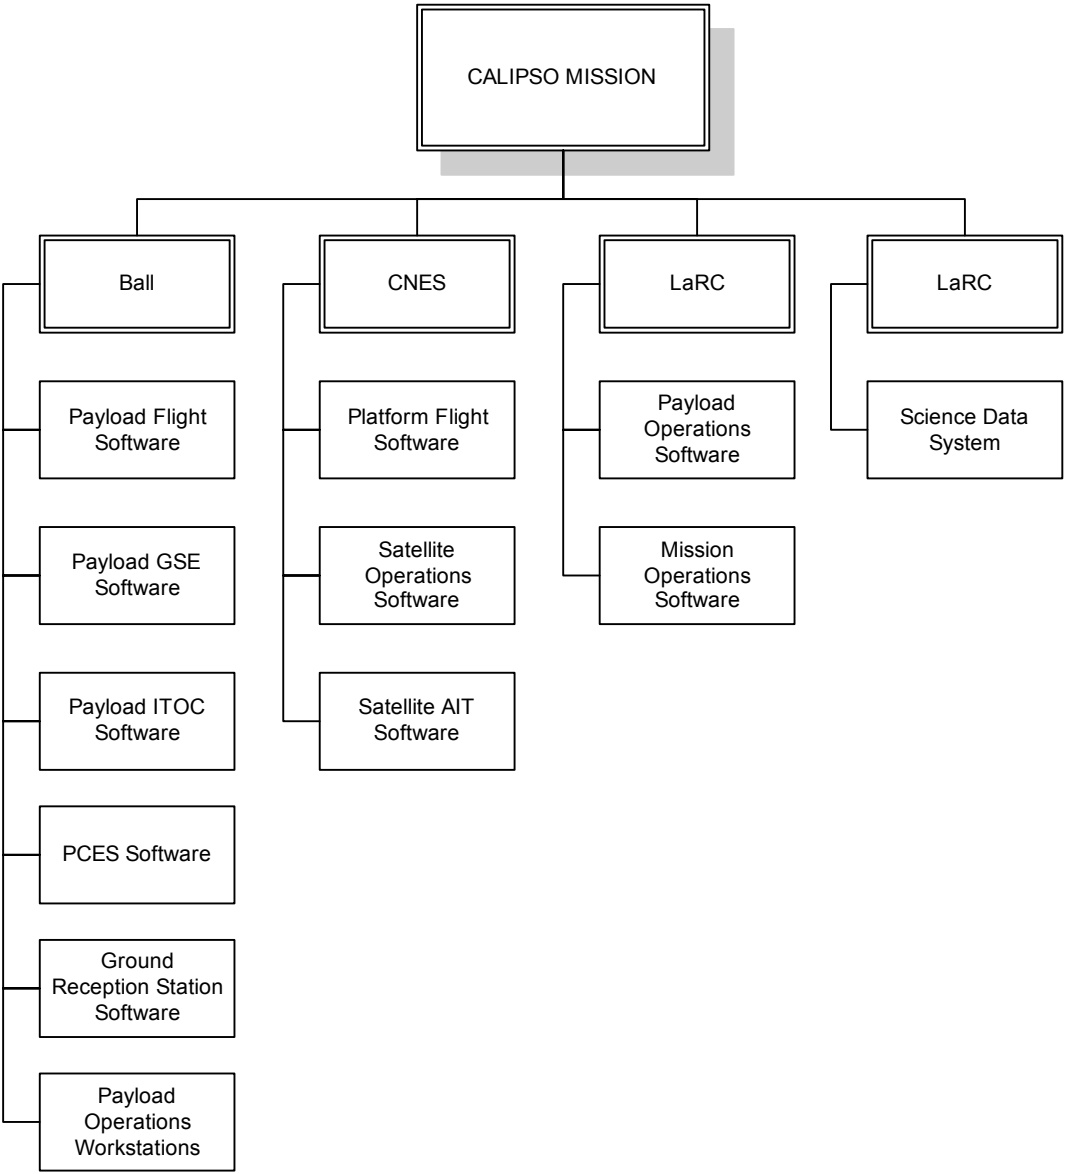 CALIPSO MISSION
Ball
CNES
LaRC
LaRC
Payload Flight
Software
Platform Flight
Software
Payload
Operations
Software
Science Data
System
Payload GSE
Software
Satellite
Operations
Software
Mission
Operations
Software
Payload ITOC
Software
Satellite AIT
Software
PCES Software
Ground
Reception Station
Software
Payload
Operations
Workstations